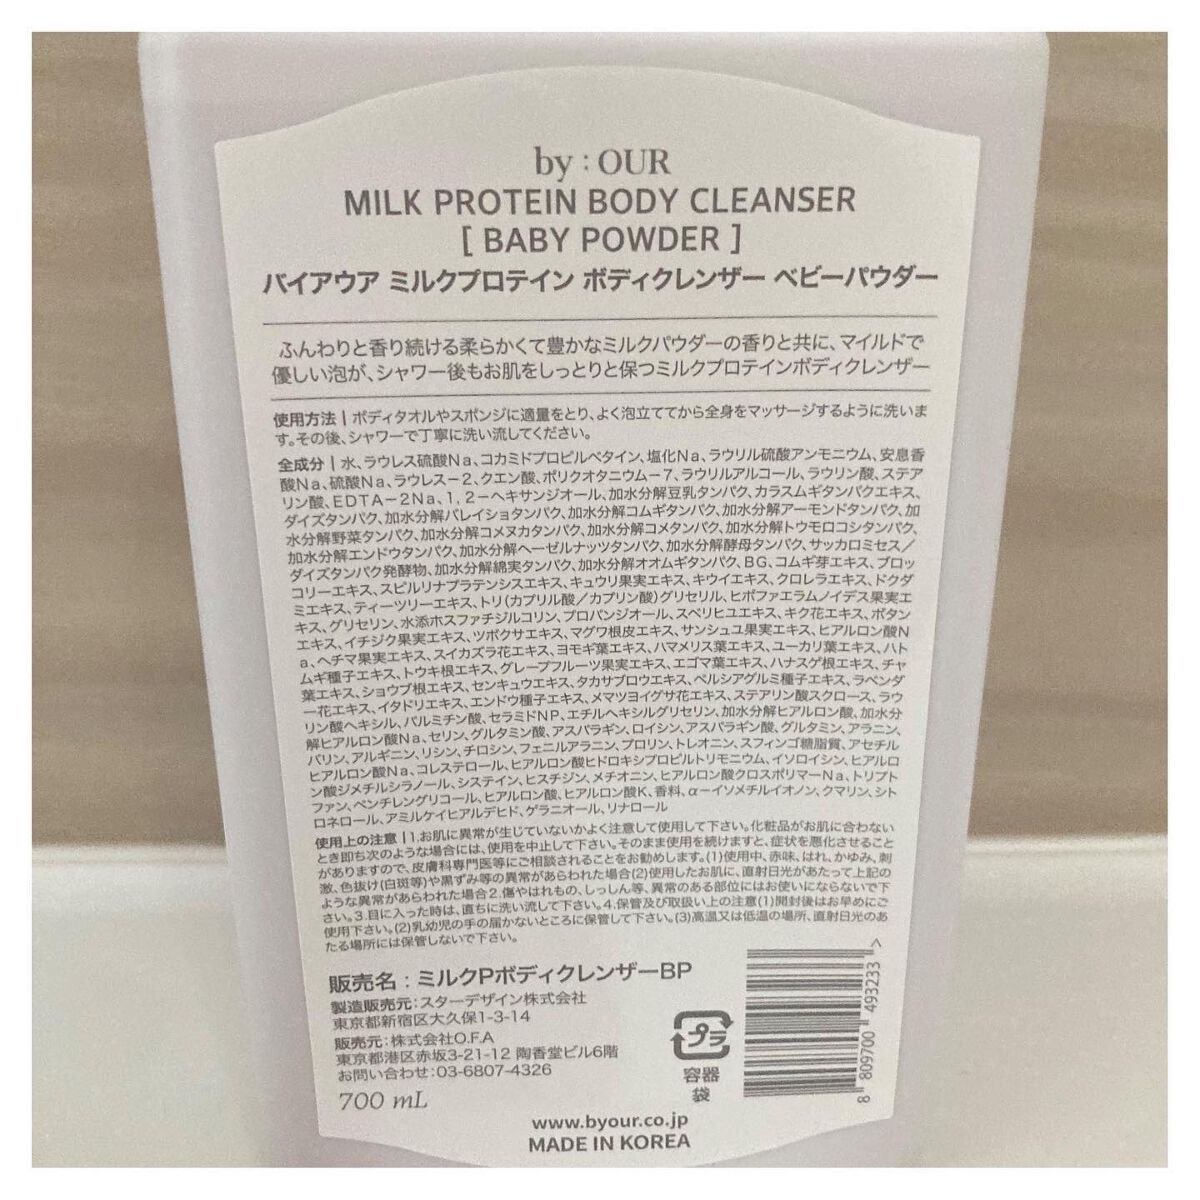 by : OUR
MILK PROTEIN BODY CLEANSER
[ BABY POWDER ]
バイアウア ミルクプロテイン ボディクレンザー ベビーパウダー
ふんわりと香り続ける柔らかくて豊かなミルクパウダーの香りと共に、マイルドで
優しい泡が、シャワー後もお肌をしっとりと保つミルクプロテインボディクレンザー
使用方法 | ボディタオルやスポンジに適量をとり、よく泡立ててから全身をマッサージするように洗いま
す。その後、シャワーで丁寧に洗い流してください。
全成分 | 水、ラウレス硫酸Na、コカミドプロピルベタイン、塩化Na、ラウリル硫酸アンモニウム、安息香
酸Na、硫酸Na、ラウレス－2、クエン酸、ポリクオタニウム－7、ラウリルアルコール、ラウリン酸、ステア
リン酸、EDTA－2Na、1，2－ヘキサンジオール、加水分解豆乳タンパク、カラスムギタンパクエキス、
ダイズタンパク、加水分解バレイショタンパク、加水分解コムギタンパク、加水分解アーモンドタンパク、加
水分解野菜タンパク、加水分解コメヌカタンパク、加水分解コメタンパク、加水分解トウモロコシタンパク、
加水分解エンドウタンパク、加水分解ヘーゼルナッツタンパク、加水分解酵母タンパク、サッカロミセス／
ダイズタンパク発酵物、加水分解綿実タンパク、加水分解オオムギタンパク、BG、コムギ芽エキス、ブロッ
コリーエキス、スピルリナプラテンシスエキス、キュウリ果実エキス、キウイエキス、クロレラエキス、ドクダ
ミエキス、ティーツリーエキス、トリ（カプリル酸／カプリン酸）グリセリル、ヒポファエラムノイデス果実エ
キス、グリセリン、水添ホスファチジルコリン、プロパンジオール、スベリヒユエキス、キク花エキス、ボタン
エキス、イチジク果実エキス、ツボクサエキス、マグワ根皮エキス、サンシュユ果実エキス、ヒアルロン酸N
a、ヘチマ果実エキス、スイカズラ花エキス、ヨモギ葉エキス、ハマメリス葉エキス、ユーカリ葉エキス、ハト
ムギ種子エキス、トウキ根エキス、グレープフルーツ果実エキス、エゴマ葉エキス、ハナスゲ根エキス、チャ
葉エキス、ショウブ根エキス、センキュウエキス、タカサブロウエキス、ペルシアグルミ種子エキス、ラベンダ
ー花エキス、イタドリエキス、エンドウ種子エキス、メマツヨイグサ花エキス、ステアリン酸スクロース、ラウ
リン酸ヘキシル、パルミチン酸、セラミドNP、エチルヘキシルグリセリン、加水分解ヒアルロン酸、加水分
解ヒアルロン酸Na、セリン、グルタミン酸、アスパラギン、ロイシン、アスパラギン酸、グルタミン、アラニン、
バリン、アルギニン、リシン、チロシン、フェニルアラニン、プロリン、トレオニン、スフィンゴ糖脂質、アセチル
ヒアルロン酸Na、コレステロール、ヒアルロン酸ヒドロキシプロピルトリモニウム、イソロイシン、ヒアルロ
ン酸ジメチルシラノール、システイン、ヒスチジン、メチオニン、ヒアルロン酸クロスポリマーNa、トリプト
ファン、ペンチレングリコール、ヒアルロン酸、ヒアルロン酸K、香料、α－イソメチルイオノン、クマリン、シト
ロネロール、アミルケイヒアルデヒド、ゲラニオール、リナロール
使用上の注意 | 1.お肌に異常が生じていないかよく注意して使用して下さい。化粧品がお肌に合わない
とき即ち次のような場合には、使用を中止して下さい。そのまま使用を続けますと、症状を悪化させること
がありますので、皮膚科専門医等にご相談されることをお勧めします。(1)使用中、赤味、はれ、かゆみ、刺
激、色抜け(白斑等)や黒ずみ等の異常があらわれた場合(2)使用したお肌に、直射日光があたって上記の
ような異常があらわれた場合2.傷やはれもの、しっしん等、異常のある部位にはお使いにならないで下
さい。3.目に入った時は、直ちに洗い流して下さい。4.保管及び取扱い上の注意(1)開封後はお早めにご
使用下さい。(2)乳幼児の手の届かないところに保管して下さい。(3)高温又は低温の場所、直射日光のあ
たる場所には保管しないで下さい。
販売名：ミルクPボディクレンザーBP
製造販売元：スターデザイン株式会社
東京都新宿区大久保1-3-14
販売元：株式会社O.F.A
東京都港区赤坂3-21-12 陶香堂ビル6階
お問い合わせ：03-6807-4326
700 mL
プラ
容器
袋
8 809700 493233 >
www.byour.co.jp
MADE IN KOREA